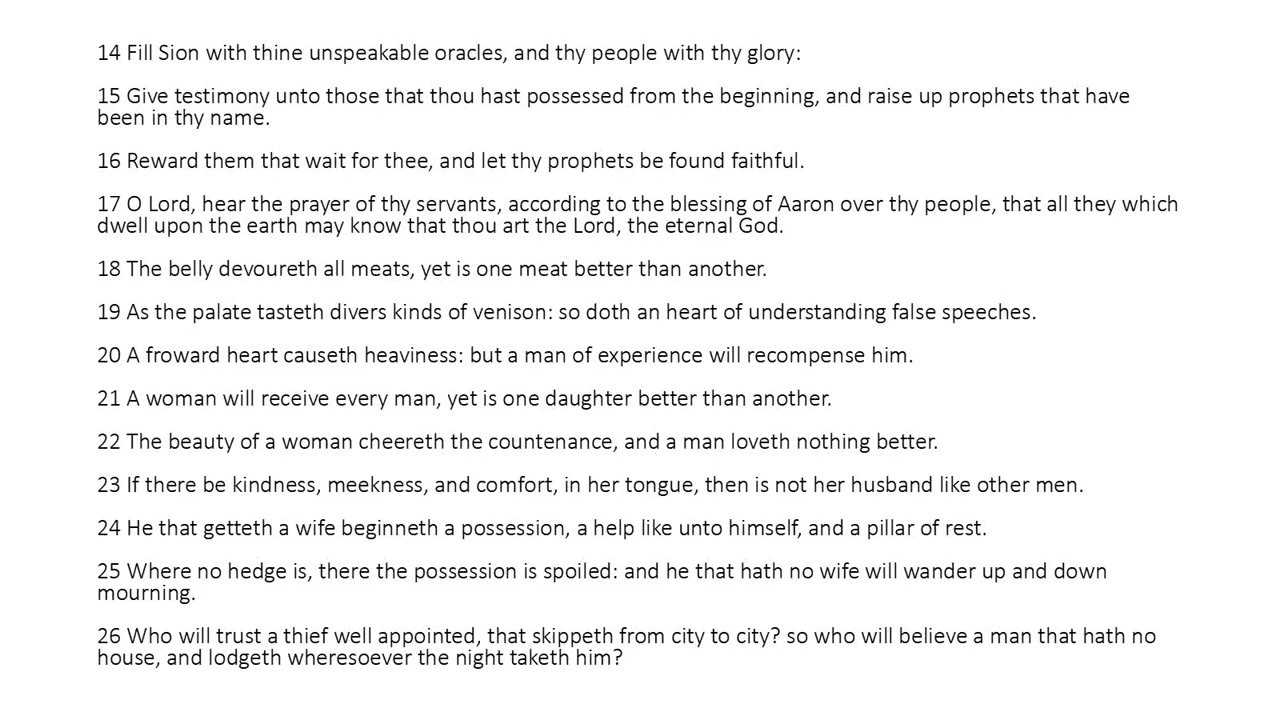 14 Fill Sion with thine unspeakable oracles, and thy people with thy glory:
15 Give testimony unto those that thou hast possessed from the beginning, and raise up prophets that have
been in thy name.
16 Reward them that wait for thee, and let thy prophets be found faithful.
17 O Lord, hear the prayer of thy servants, according to the blessing of Aaron over thy people, that all they which
dwell upon the earth may know that thou art the Lord, the eternal God.
18 The belly devoureth all meats, yet is one meat better than another.
19 As the palate tasteth divers kinds of venison: so doth an heart of understanding false speeches.
20 A froward heart causeth heaviness: but a man of experience will recompense him.
21 A woman will receive every man, yet is one daughter better than another.
22 The beauty of a woman cheereth the countenance, and a man loveth nothing better.
23 If there be kindness, meekness, and comfort, in her tongue, then is not her husband like other men.
24 He that getteth a wife beginneth a possession, a help like unto himself, and a pillar of rest.
25 Where no hedge is, there the possession is spoiled: and he that hath no wife will wander up and down
mourning.
26 Who will trust a thief well appointed, that skippeth from city to city? so who will believe a man that hath no
house, and lodgeth wheresoever the night taketh him?